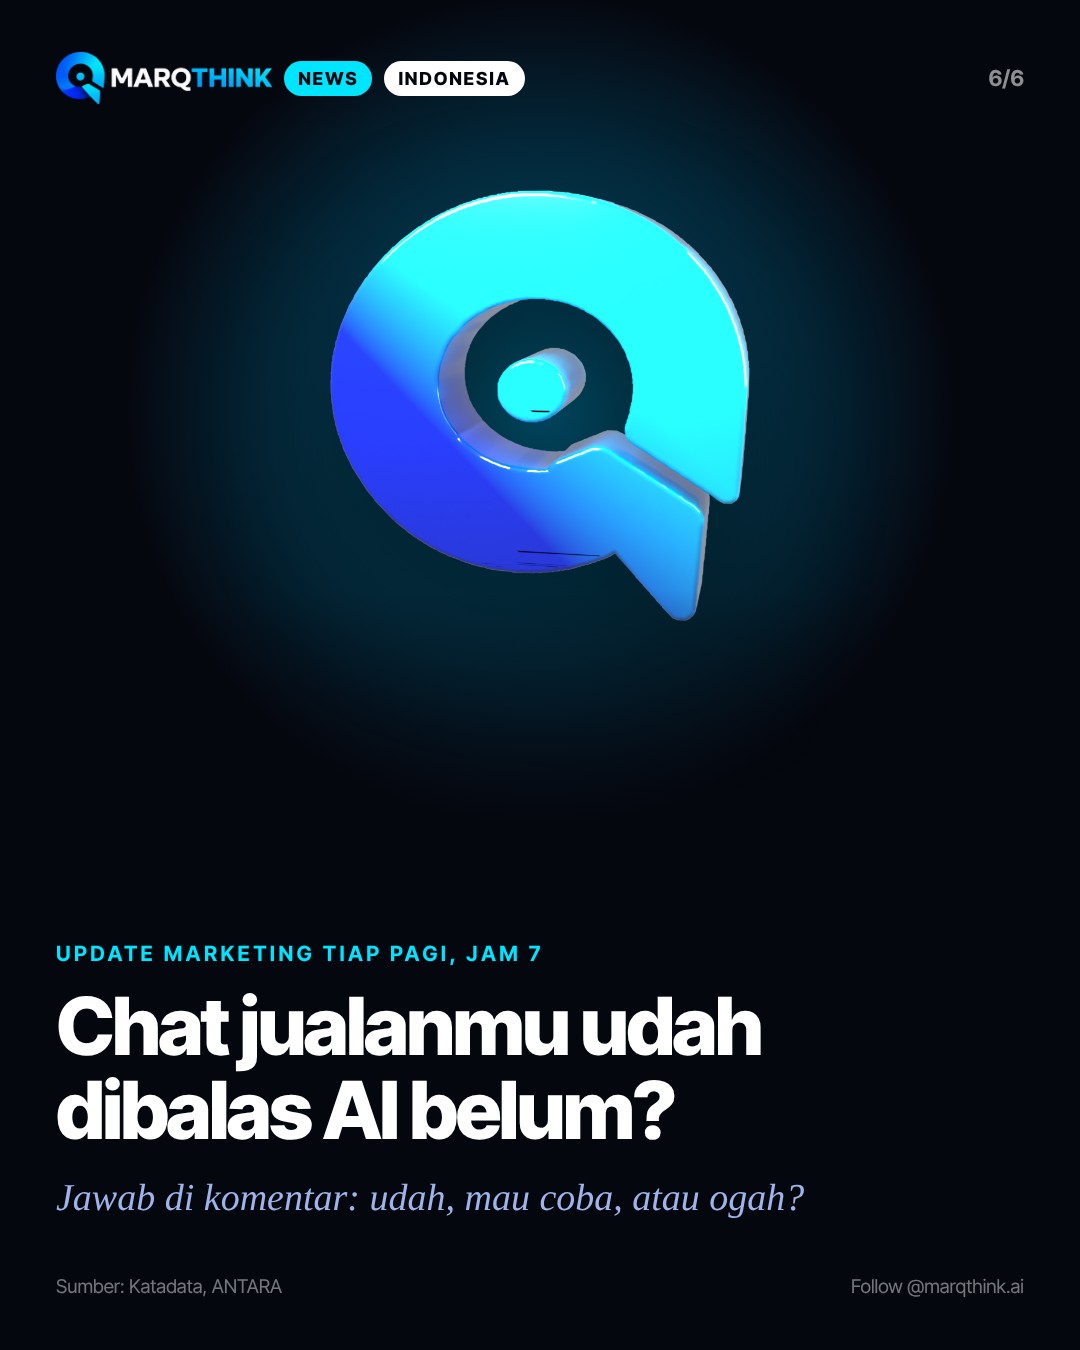 MARQTHINK NEWS INDONESIA 6/6
UPDATE MARKETING TIAP PAGI, JAM 7
Chat jualanmu udah
dibalas AI belum?
Jawab di komentar: udah, mau coba, atau ogah?
Sumber: Katadata, ANTARA
Follow @marqthink.ai